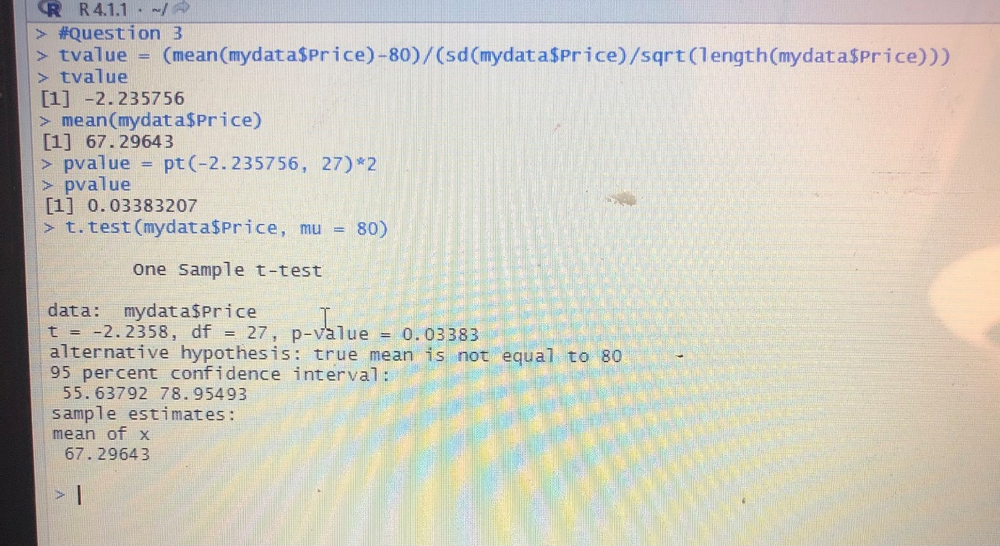 R R 4.1.1 · ~/
> #Question 3
> tvalue = (mean(mydata$Price)-80)/(sd(mydata$Price)/sqrt(length(mydata$Price)))
> tvalue
[1] -2.235756
> mean(mydata$Price)
[1] 67.29643
> pvalue = pt(-2.235756, 27)*2
> pvalue
[1] 0.03383207
> t.test(mydata$Price, mu = 80)
One Sample t-test
data: mydata$Price
t = -2.2358, df = 27, p-value = 0.03383
alternative hypothesis: true mean is not equal to 80
95 percent confidence interval:
55.63792 78.95493
sample estimates:
mean of x
67.29643
>